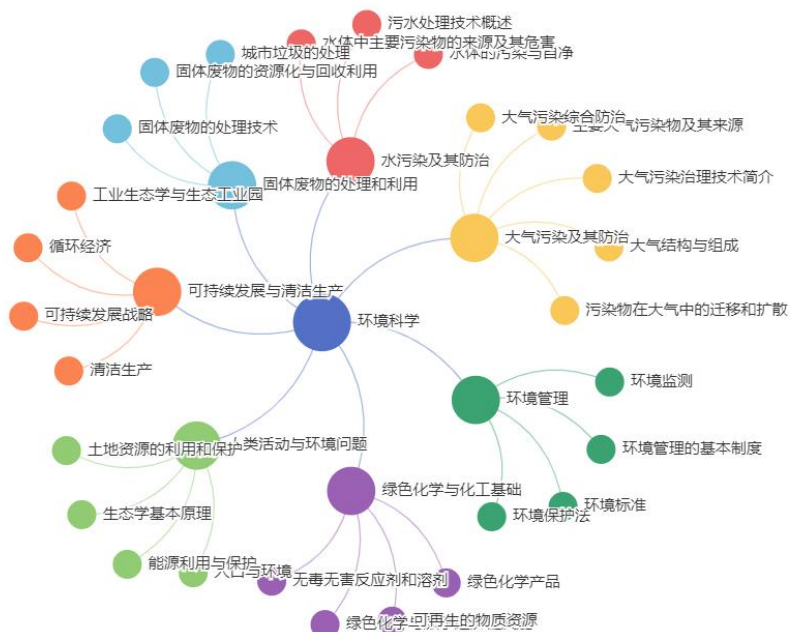 污水处理技术概述
水体中主要污染物的来源及其危害
水体的污染与自净
城市垃圾的处理
固体废物的资源化与回收利用
固体废物的处理技术
大气污染综合防治
主要大气污染物及其来源
水污染及其防治
大气污染治理技术简介
固体废物的处理和利用
工业生态学与生态工业园
大气污染及其防治
大气结构与组成
循环经济
可持续发展与清洁生产
污染物在大气中的迁移和扩散
可持续发展战略
环境科学
清洁生产
环境监测
环境管理
土地资源的利用和保护
人类活动与环境问题
环境管理的基本制度
绿色化学与化工基础
生态学基本原理
环境保护法
环境标准
能源利用与保护
人口与环境
无毒无害反应剂和溶剂
绿色化学产品
绿色化学与
可再生的物质资源